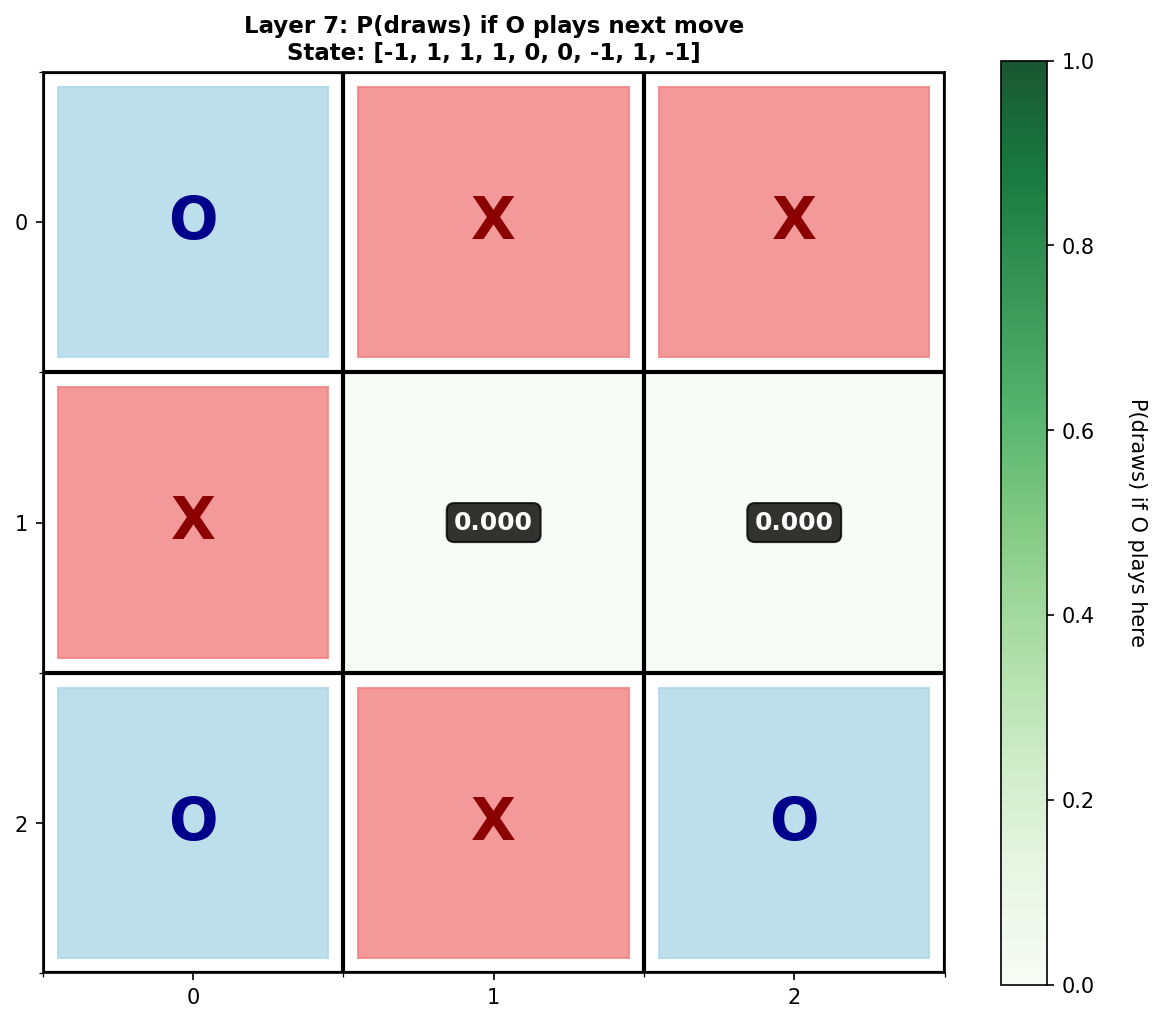 Layer 7: P(draws) if O plays next move
State: [-1, 1, 1, 1, 0, 0, -1, 1, -1]
O X X
X 0.000 0.000
O X O
0
1
2
0 1 2
1.0
0.8
0.6
0.4
0.2
0.0
P(draws) if O plays here